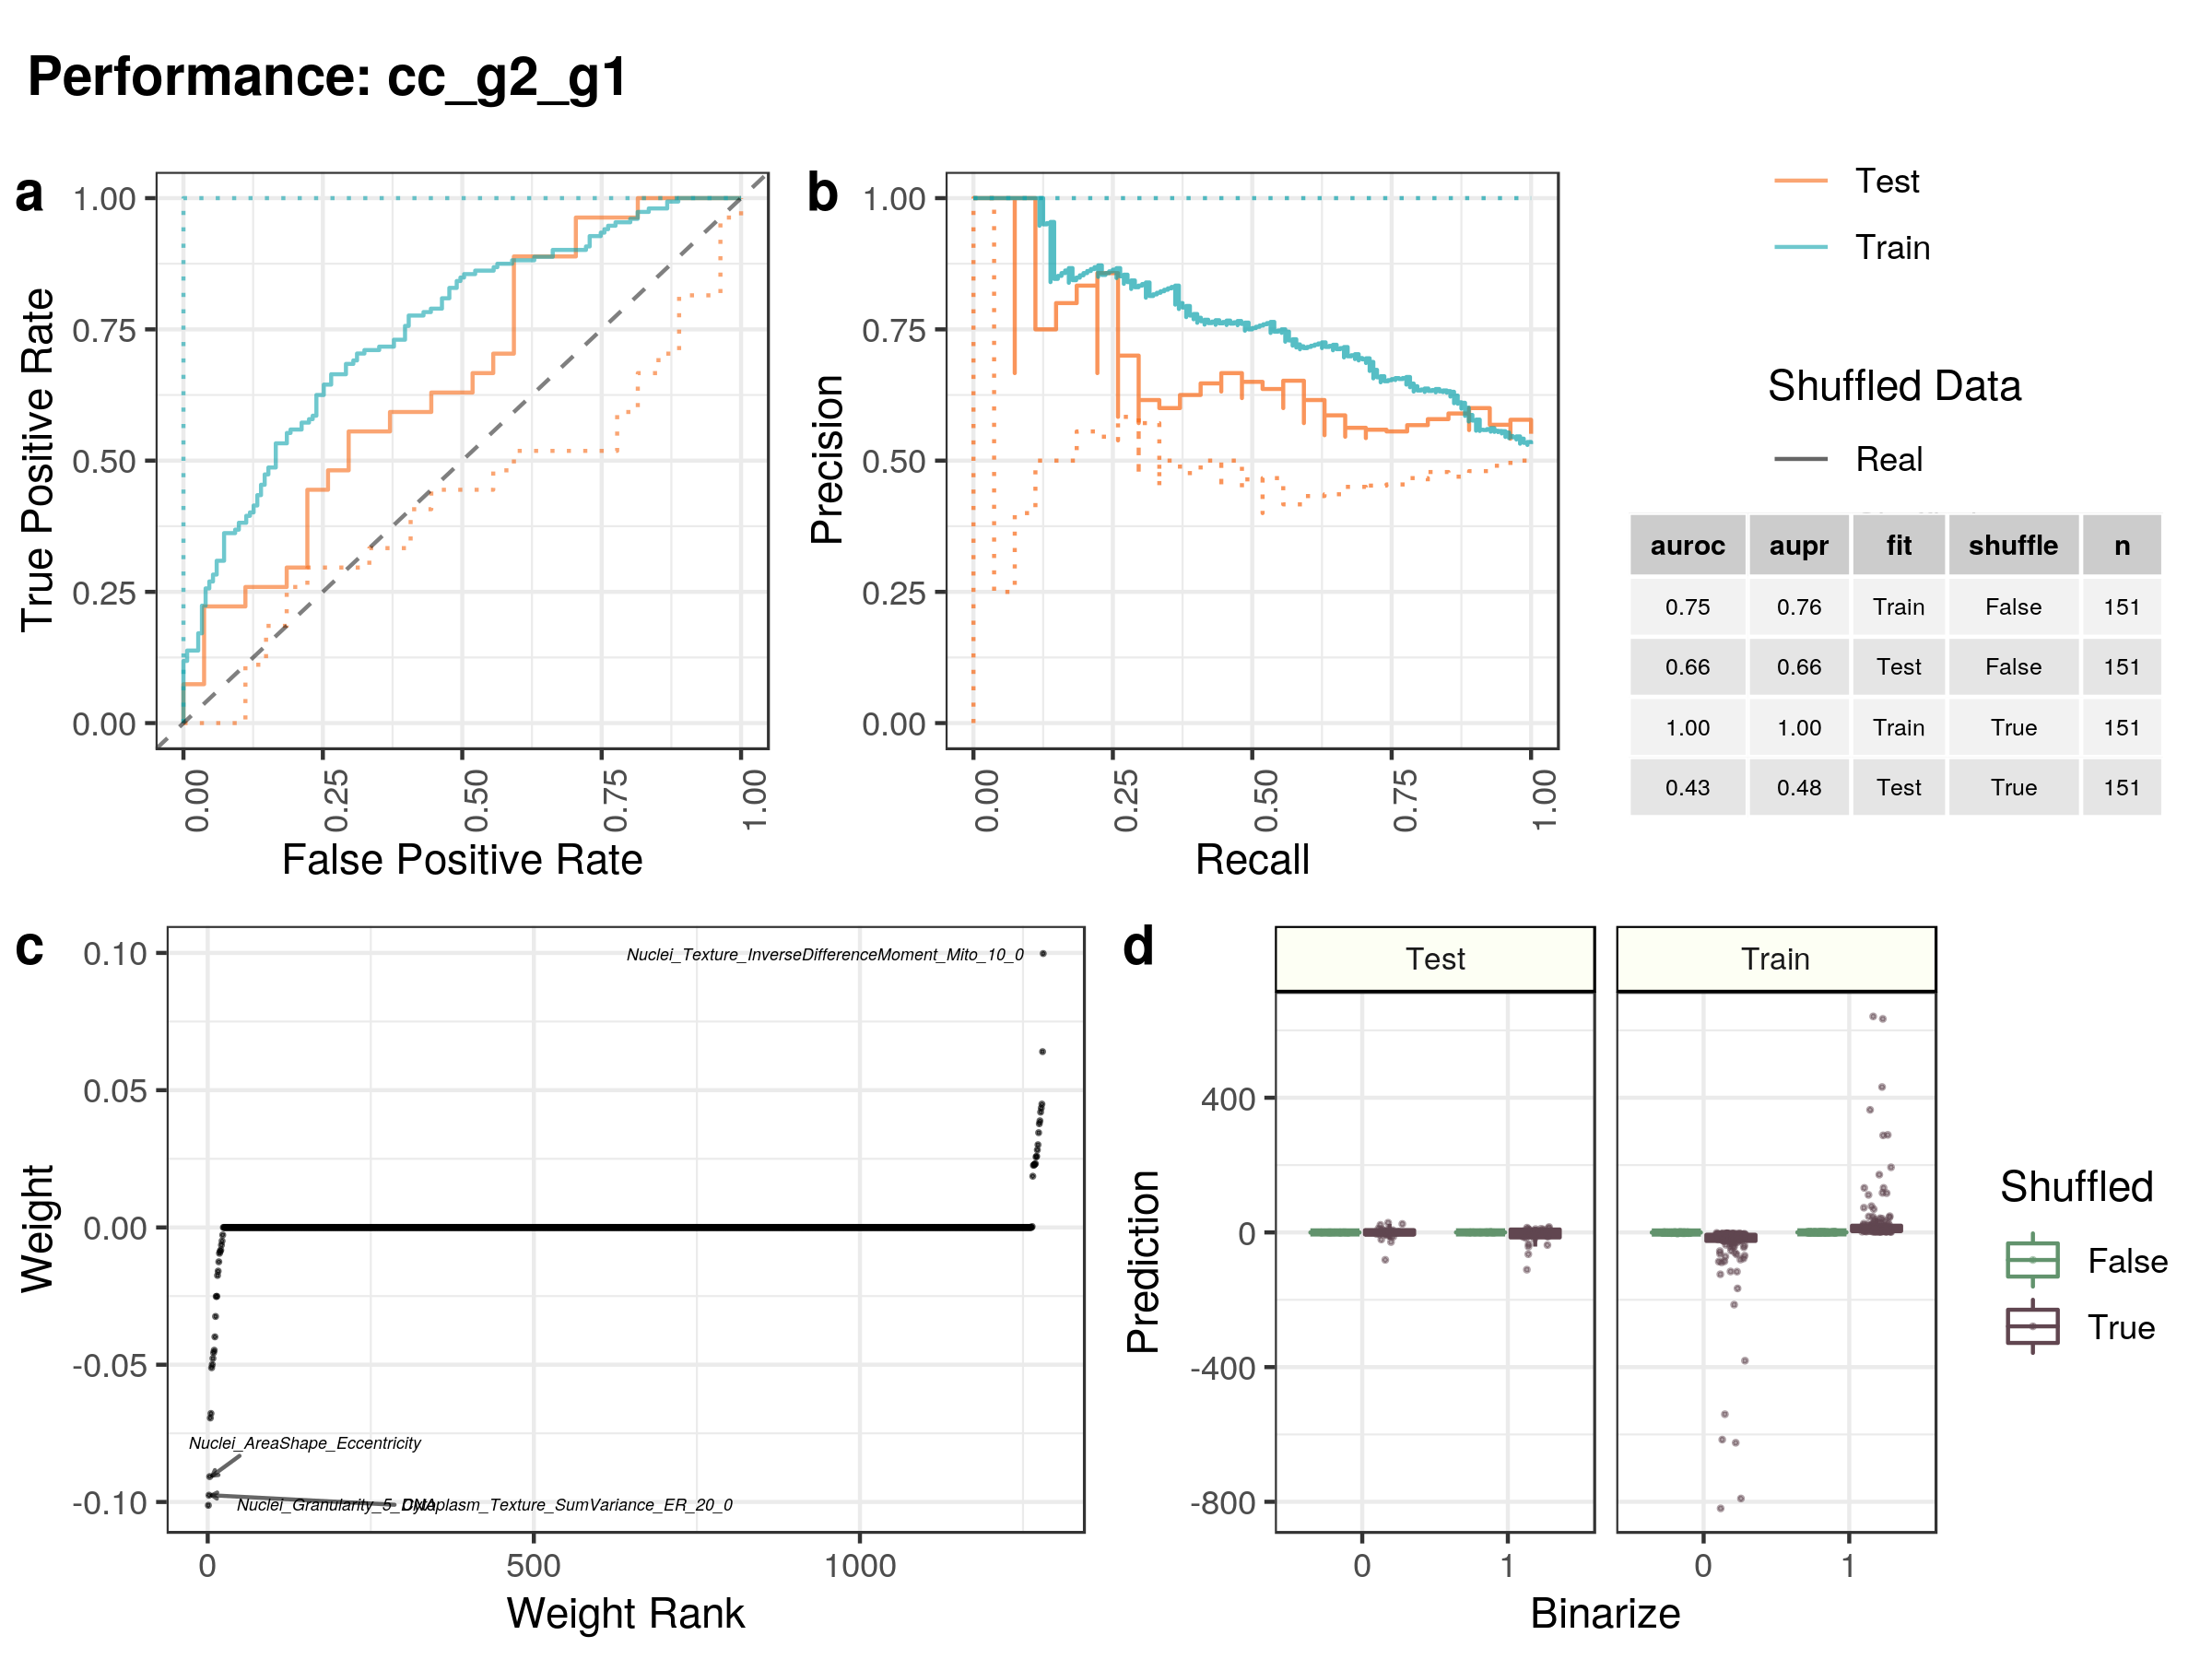 Performance: cc_g2_g1
a
1.00
0.75
0.50
0.25
0.00
True Positive Rate
0.00
0.25
0.50
0.75
1.00
False Positive Rate
b
1.00
0.75
0.50
0.25
0.00
Precision
0.00
0.25
0.50
0.75
1.00
Recall
Test
Train
Shuffled Data
Real
auroc aupr fit shuffle n
0.75 0.76 Train False 151
0.66 0.66 Test False 151
1.00 1.00 Train True 151
0.43 0.48 Test True 151
c
0.10
0.05
0.00
-0.05
-0.10
Weight
Nuclei_Texture_InverseDifferenceMoment_Mito_10_0
Nuclei_AreaShape_Eccentricity
Nuclei_Granularity_5_DNA
Cytoplasm_Texture_SumVariance_ER_20_0
0
500
1000
Weight Rank
d
Test
Train
400
0
-400
-800
Prediction
0
1
0
1
Binarize
Shuffled
False
True